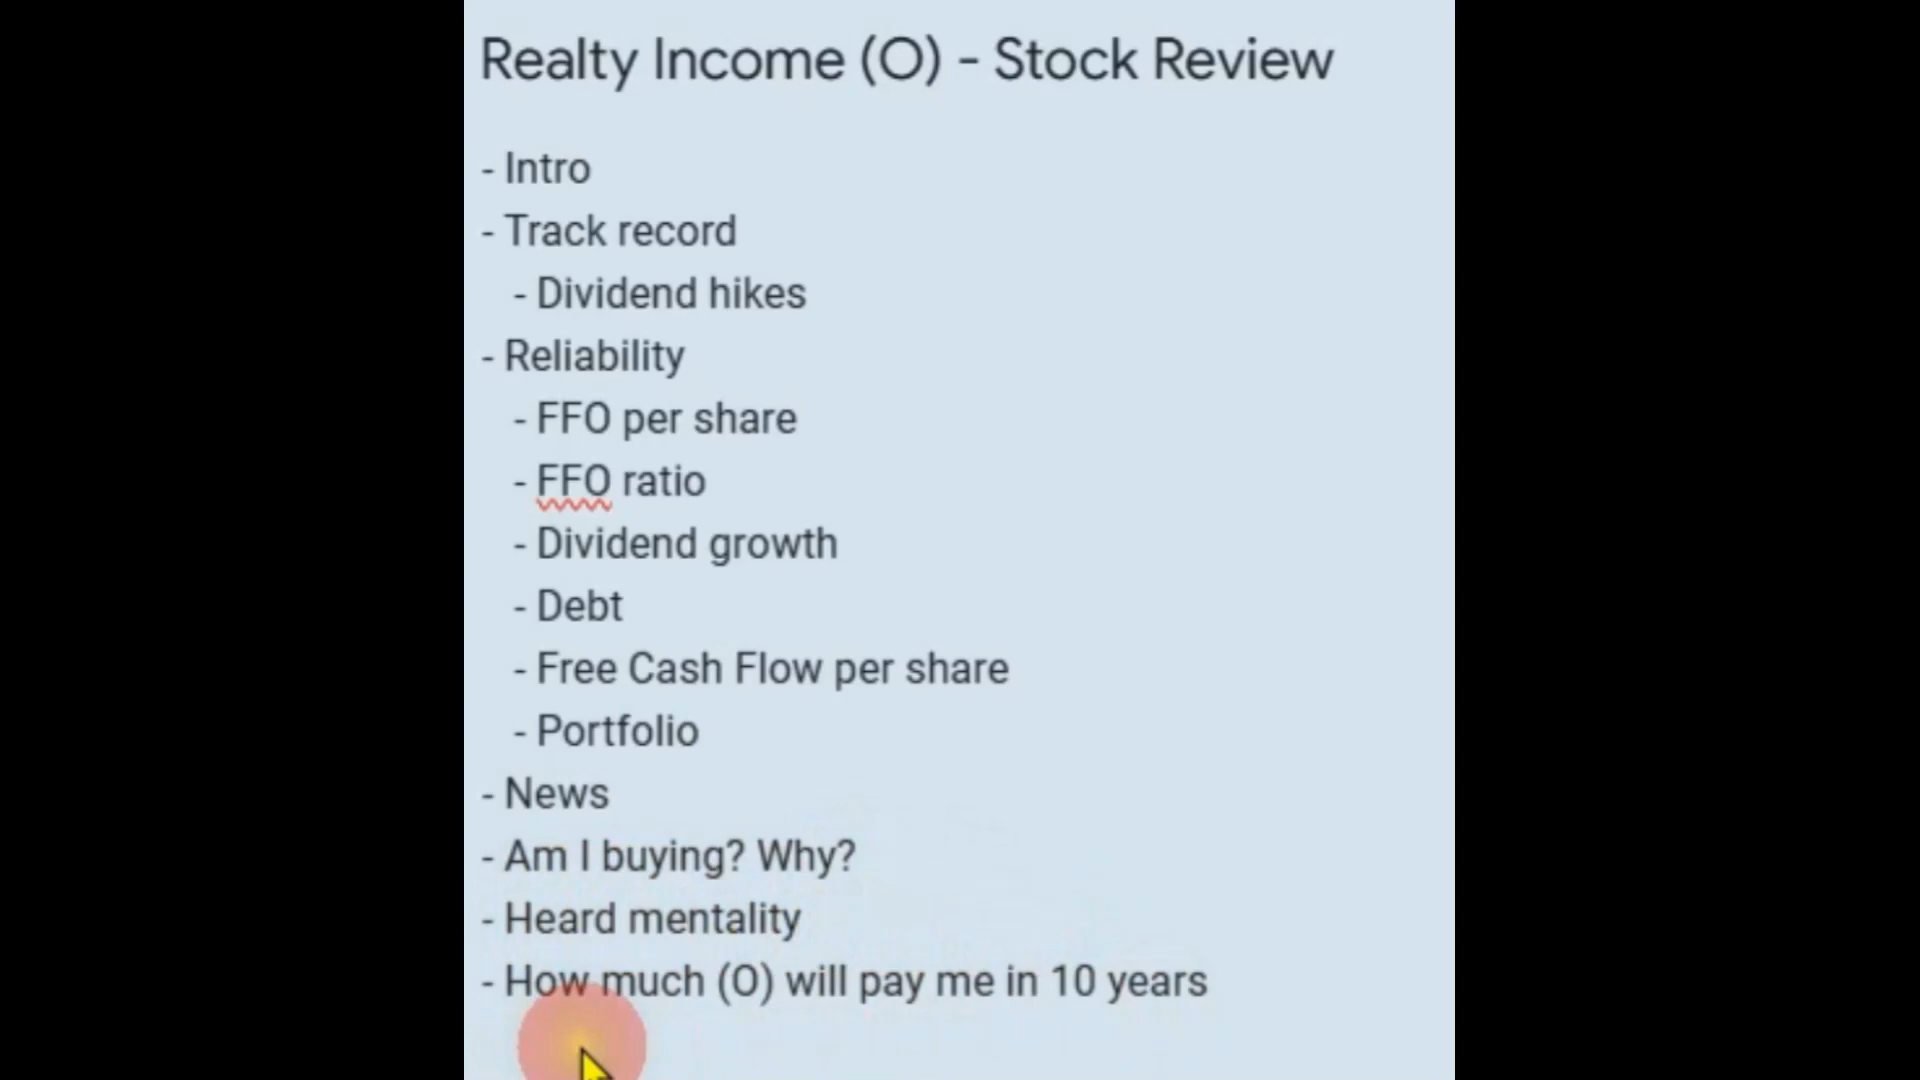 Realty Income (O) - Stock Review
- Intro
- Track record
- Dividend hikes
- Reliability
- FFO per share
- FFO ratio
- Dividend growth
- Debt
- Free Cash Flow per share
- Portfolio
- News
- Am I buying? Why?
- Heard mentality
- How much (O) will pay me in 10 years